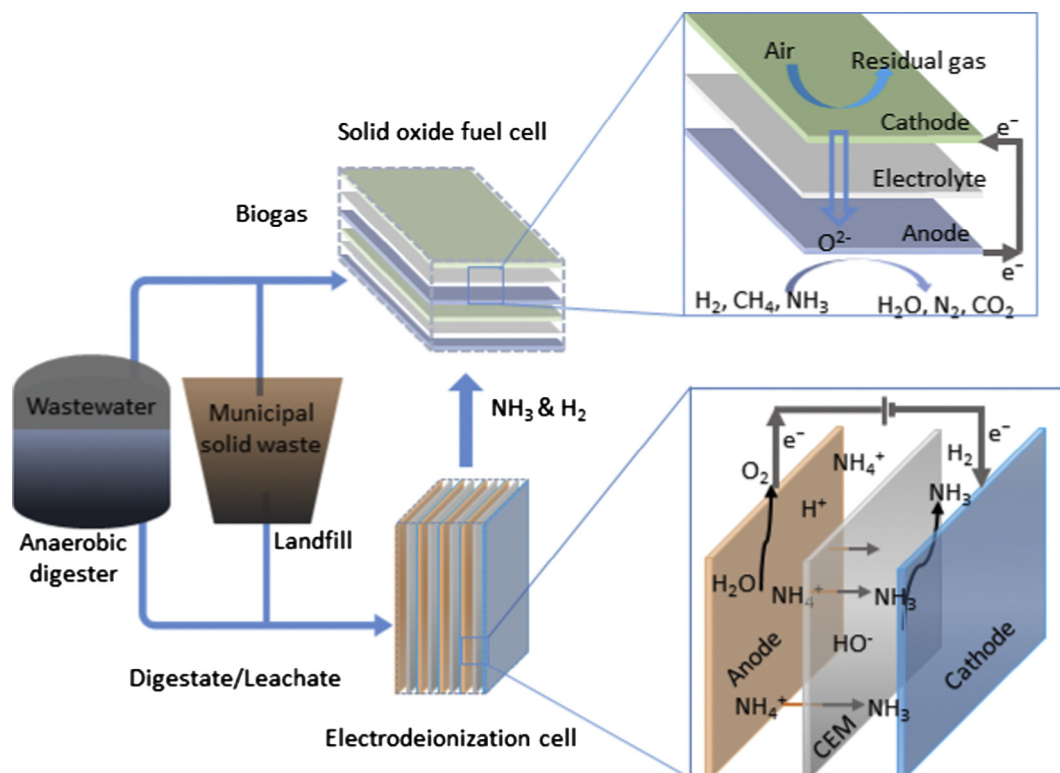 Solid oxide fuel cell
Biogas
Wastewater
Anaerobic
digester
Municipal
solid waste
Landfill
NH₃ & H₂
Digestate/Leachate
Electrodeionization cell
Air
Residual gas
Cathode
e⁻
Electrolyte
O²⁻
Anode
e⁻
H₂, CH₄, NH₃
H₂O, N₂, CO₂
e⁻
e⁻
O₂
NH₄⁺
H₂
NH₃
H⁺
H₂O
NH₄⁺
NH₃
Anode
HO⁻
Cathode
NH₄⁺
NH₃
CEM